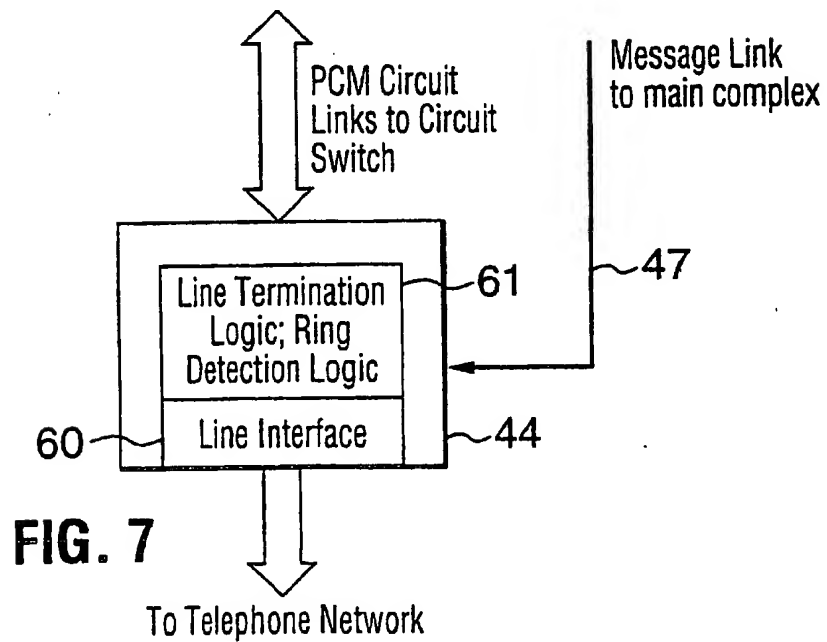 PCM Circuit
Links to Circuit
Switch
Message Link
to main complex
47
61
Line Termination
Logic; Ring
Detection Logic
60
Line Interface
44
FIG. 7
To Telephone Network